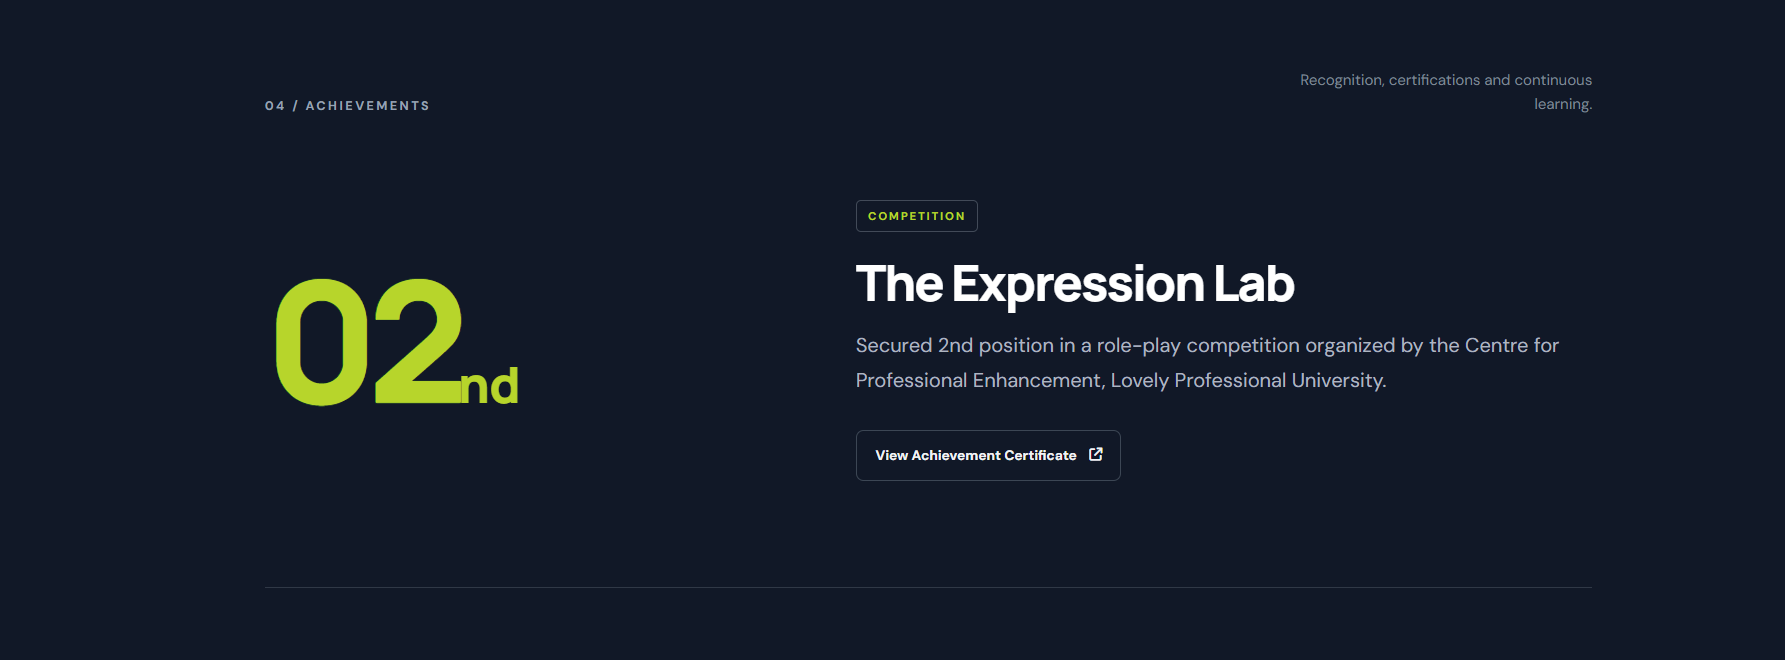 Recognition, certifications and continuous
learning.
04 / ACHIEVEMENTS
COMPETITION
02nd
The Expression Lab
Secured 2nd position in a role-play competition organized by the Centre for
Professional Enhancement, Lovely Professional University.
View Achievement Certificate